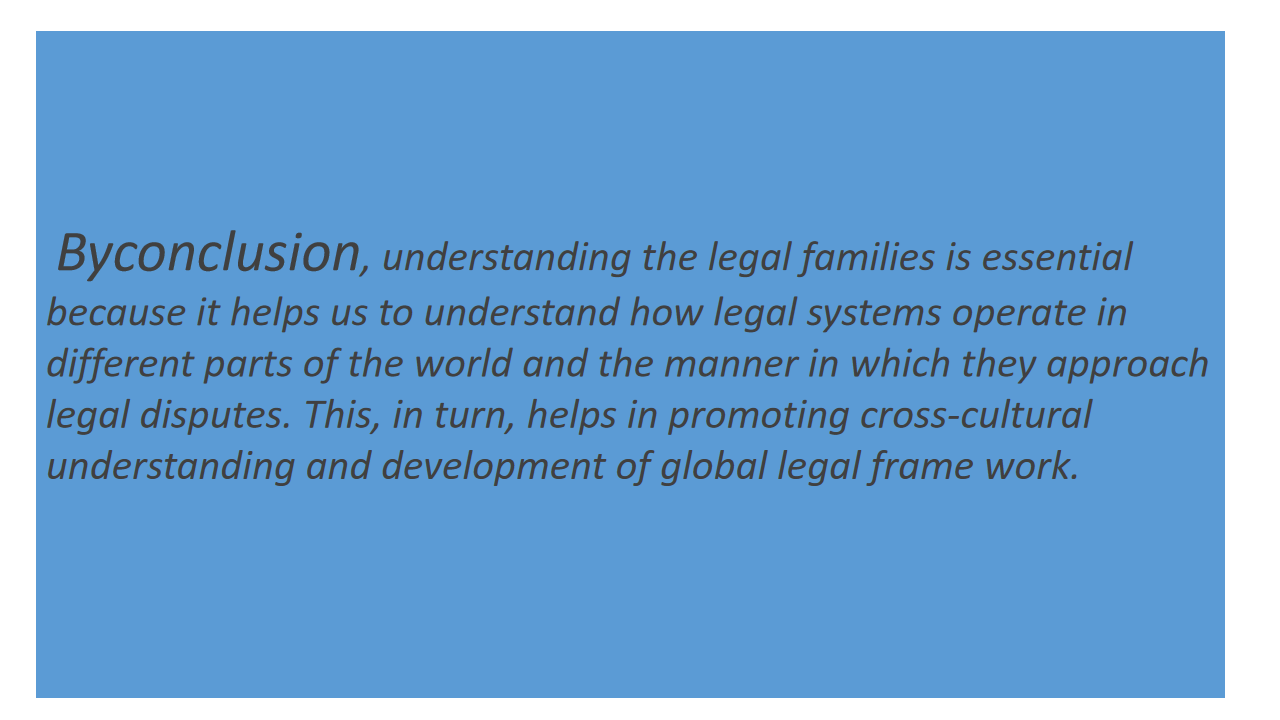 Byconclusion, understanding the legal families is essential
because it helps us to understand how legal systems operate in
different parts of the world and the manner in which they approach
legal disputes. This, in turn, helps in promoting cross-cultural
understanding and development of global legal frame work.